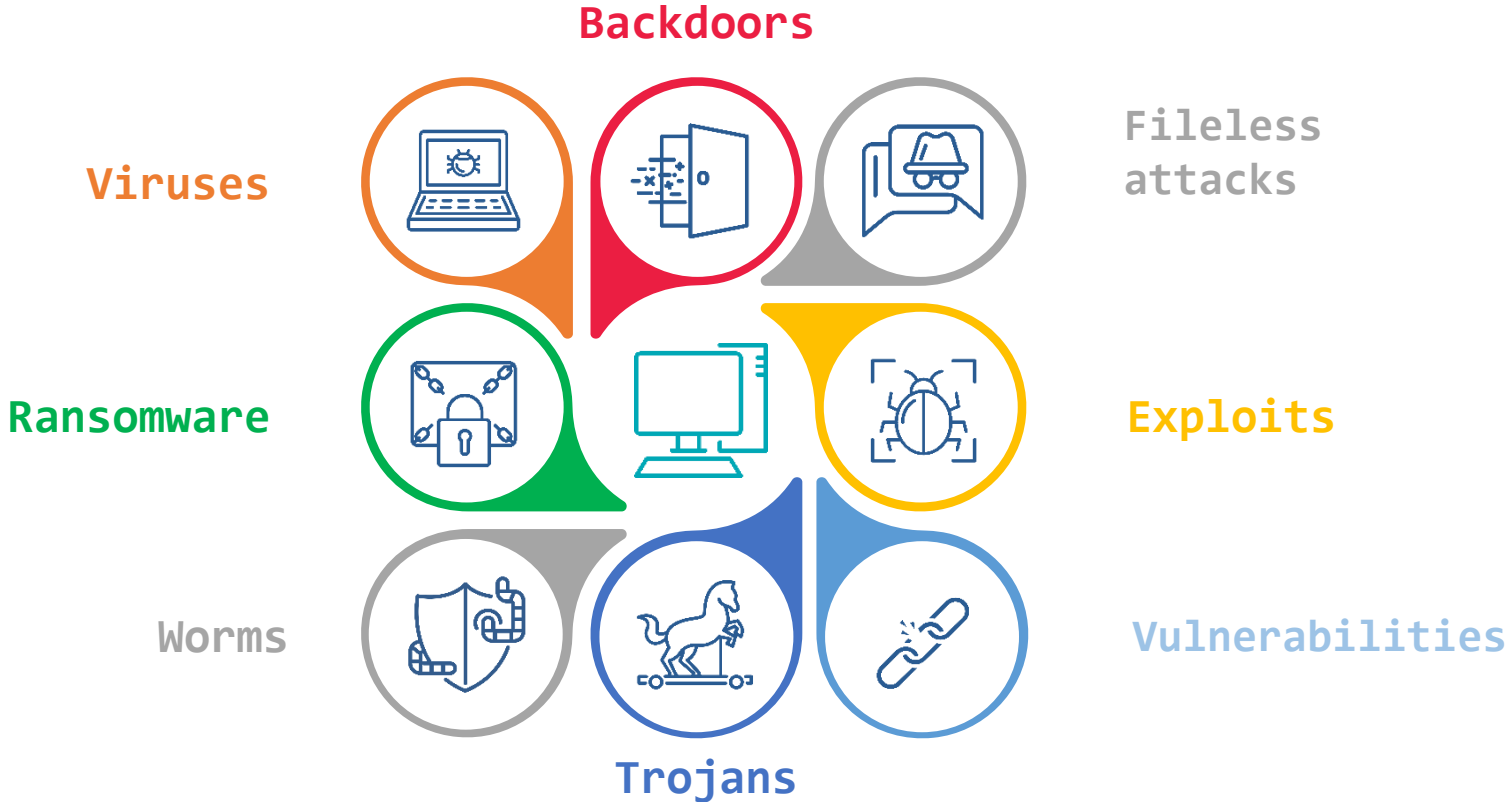 Backdoors
Viruses
Fileless
attacks
Ransomware
Exploits
Worms
Vulnerabilities
Trojans